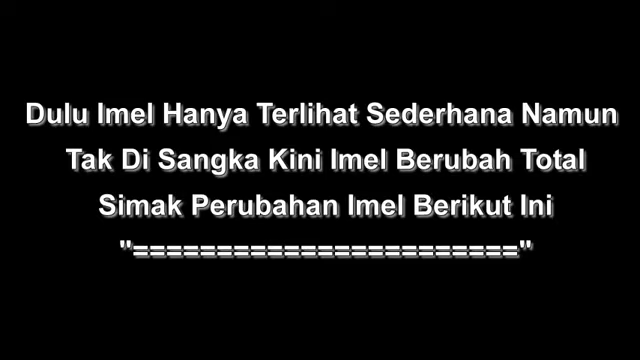 Dulu Imel Hanya Terlihat Sederhana Namun
Tak Di Sangka Kini Imel Berubah Total
Simak Perubahan Imel Berikut Ini
"======================="